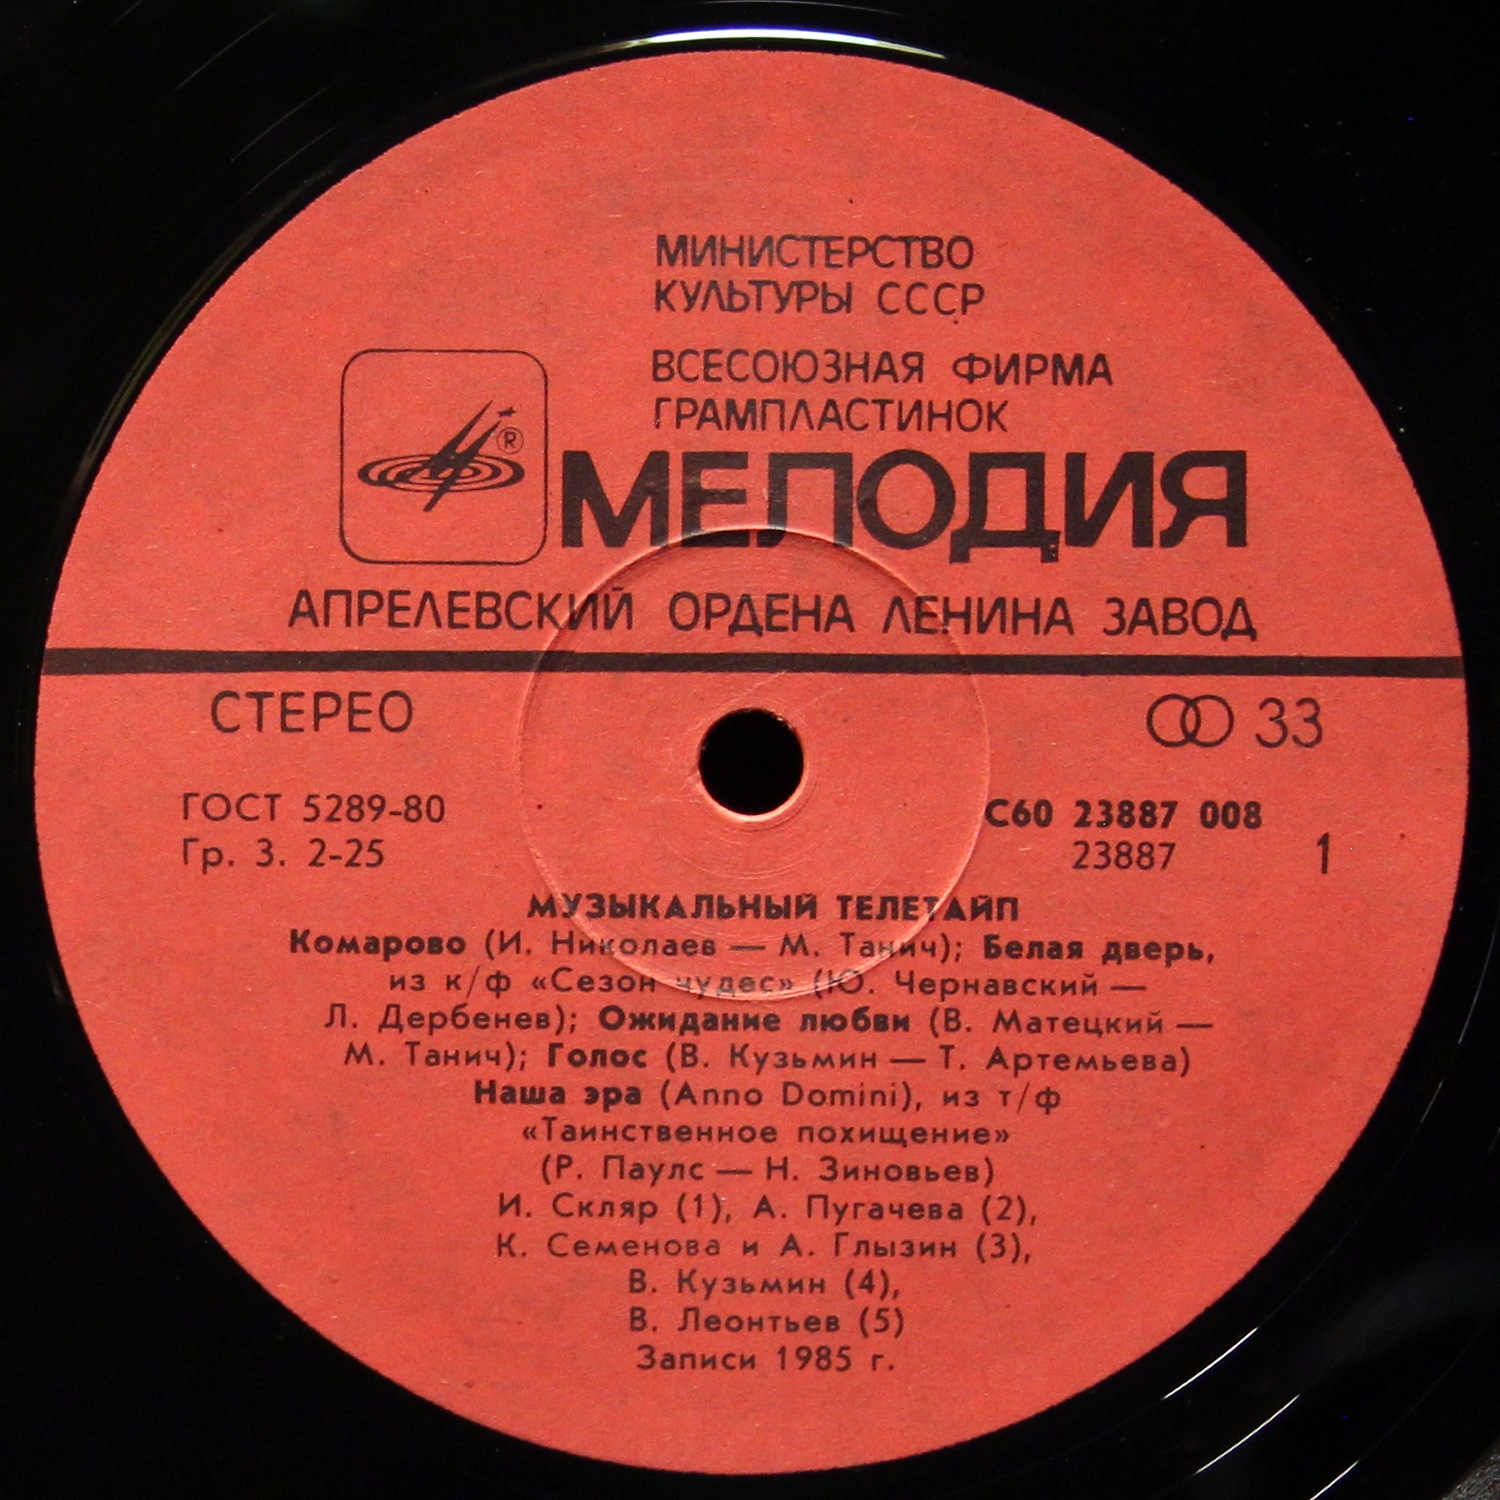 МИНИСТЕРСТВО
КУЛЬТУРЫ СССР
ВСЕСОЮЗНАЯ ФИРМА
ГРАМПЛАСТИНОК
®
МЕЛОДИЯ
АПРЕЛЕВСКИЙ ОРДЕНА ЛЕНИНА ЗАВОД
СТЕРЕО
33
ГОСТ 5289-80
Гр. 3. 2-25
С60 23887 008
23887
1
МУЗЫКАЛЬНЫЙ ТЕЛЕТАЙП
Комарово (И. Николаев — М. Танич); Белая дверь,
из к/ф «Сезон чудес» (Ю. Чернавский —
Л. Дербенев); Ожидание любви (В. Матецкий —
М. Танич); Голос (В. Кузьмин — Т. Артемьева)
Наша эра (Anno Domini), из т/ф
«Таинственное похищение»
(Р. Паулс — Н. Зиновьев)
И. Скляр (1), А. Пугачева (2),
К. Семенова и А. Глызин (3),
В. Кузьмин (4),
В. Леонтьев (5)
Записи 1985 г.